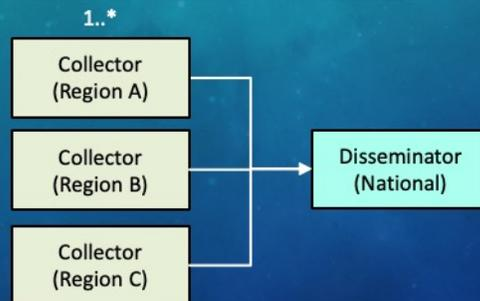 1..*
Collector
(Region A)
Collector
(Region B)
Disseminator
(National)
Collector
(Region C)